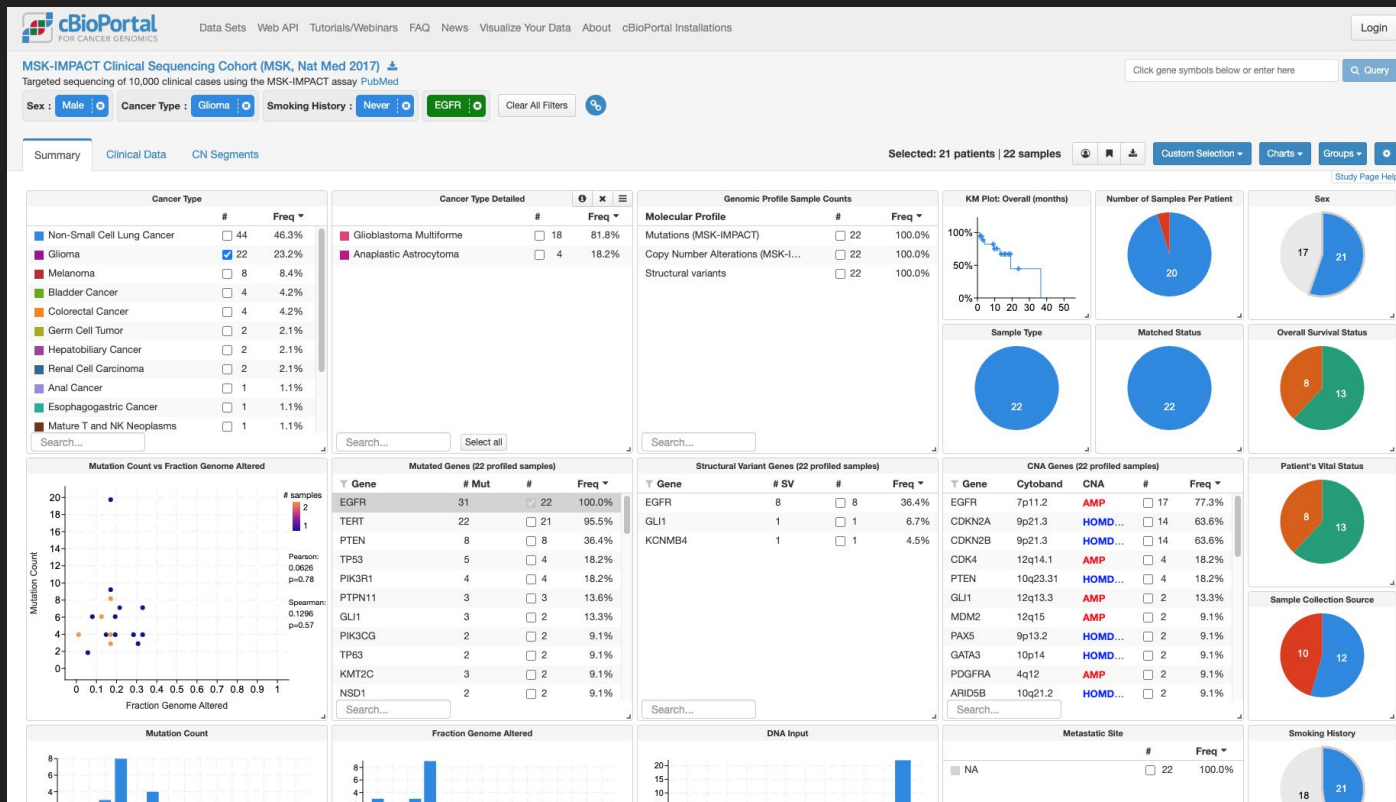 cBioPortal
FOR CANCER GENOMICS
Data Sets Web API Tutorials/Webinars FAQ News Visualize Your Data About cBioPortal Installations
Login
MSK-IMPACT Clinical Sequencing Cohort (MSK, Nat Med 2017)
Targeted sequencing of 10,000 clinical cases using the MSK-IMPACT assay PubMed
Click gene symbols below or enter here
Query
Sex : Male Cancer Type : Glioma Smoking History : Never EGFR Clear All Filters
Summary Clinical Data CN Segments
Selected: 21 patients | 22 samples
Custom Selection Charts Groups
Study Page Help
Cancer Type
# Freq
Non-Small Cell Lung Cancer 44 46.3%
Glioma 22 23.2%
Melanoma 8 8.4%
Bladder Cancer 4 4.2%
Colorectal Cancer 4 4.2%
Germ Cell Tumor 2 2.1%
Hepatobiliary Cancer 2 2.1%
Renal Cell Carcinoma 2 2.1%
Anal Cancer 1 1.1%
Esophagogastric Cancer 1 1.1%
Mature T and NK Neoplasms 1 1.1%
Search...
Cancer Type Detailed
# Freq
Glioblastoma Multiforme 18 81.8%
Anaplastic Astrocytoma 4 18.2%
Search... Select all
Genomic Profile Sample Counts
Molecular Profile # Freq
Mutations (MSK-IMPACT) 22 100.0%
Copy Number Alterations (MSK-I... 22 100.0%
Structural variants 22 100.0%
Search...
KM Plot: Overall (months)
100%
50%
0%
0 10 20 30 40 50
Number of Samples Per Patient
20
Sex
17 21
Sample Type
22
Matched Status
22
Overall Survival Status
8 13
Mutation Count vs Fraction Genome Altered
Mutation Count
20
18
16
14
12
10
8
6
4
2
0
0 0.1 0.2 0.3 0.4 0.5 0.6 0.7 0.8 0.9 1
Fraction Genome Altered
# samples
2
1
Pearson:
0.0626
p=0.78
Spearman:
0.1296
p=0.57
Mutated Genes (22 profiled samples)
Gene # Mut # Freq
EGFR 31 22 100.0%
TERT 22 21 95.5%
PTEN 8 8 36.4%
TP53 5 4 18.2%
PIK3R1 4 4 18.2%
PTPN11 3 3 13.6%
GLI1 3 2 13.3%
PIK3CG 2 2 9.1%
TP63 2 2 9.1%
KMT2C 3 2 9.1%
NSD1 2 2 9.1%
Search...
Structural Variant Genes (22 profiled samples)
Gene # SV # Freq
EGFR 8 8 36.4%
GLI1 1 1 6.7%
KCNMB4 1 1 4.5%
Search...
CNA Genes (22 profiled samples)
Gene Cytoband CNA # Freq
EGFR 7p11.2 AMP 17 77.3%
CDKN2A 9p21.3 HOMD... 14 63.6%
CDKN2B 9p21.3 HOMD... 14 63.6%
CDK4 12q14.1 AMP 4 18.2%
PTEN 10q23.31 HOMD... 4 18.2%
GLI1 12q13.3 AMP 2 13.3%
MDM2 12q15 AMP 2 9.1%
PAX5 9p13.2 HOMD... 2 9.1%
GATA3 10p14 HOMD... 2 9.1%
PDGFRA 4q12 AMP 2 9.1%
ARID5B 10q21.2 HOMD... 2 9.1%
Search...
Patient's Vital Status
8 13
Sample Collection Source
10 12
Mutation Count
8
6
4
Fraction Genome Altered
8
6
4
DNA Input
20
15
10
Metastatic Site
# Freq
NA 22 100.0%
Smoking History
18 21